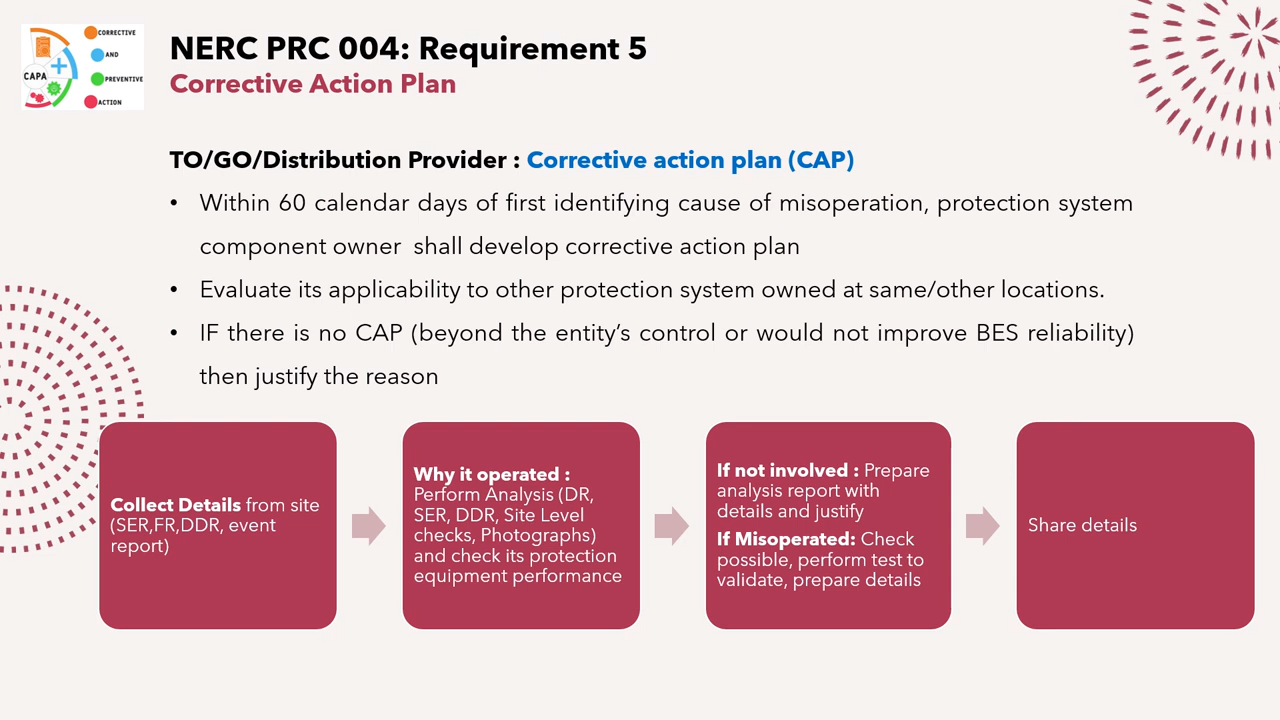 CORRECTIVE
AND
CAPA
PREVENTIVE
ACTION
NERC PRC 004: Requirement 5
Corrective Action Plan
TO/GO/Distribution Provider : Corrective action plan (CAP)
• Within 60 calendar days of first identifying cause of misoperation, protection system
component owner shall develop corrective action plan
• Evaluate its applicability to other protection system owned at same/other locations.
• IF there is no CAP (beyond the entity’s control or would not improve BES reliability)
then justify the reason
Collect Details from site
(SER,FR,DDR, event
report)
Why it operated :
Perform Analysis (DR,
SER, DDR, Site Level
checks, Photographs)
and check its protection
equipment performance
If not involved : Prepare
analysis report with
details and justify
If Misoperated: Check
possible, perform test to
validate, prepare details
Share details